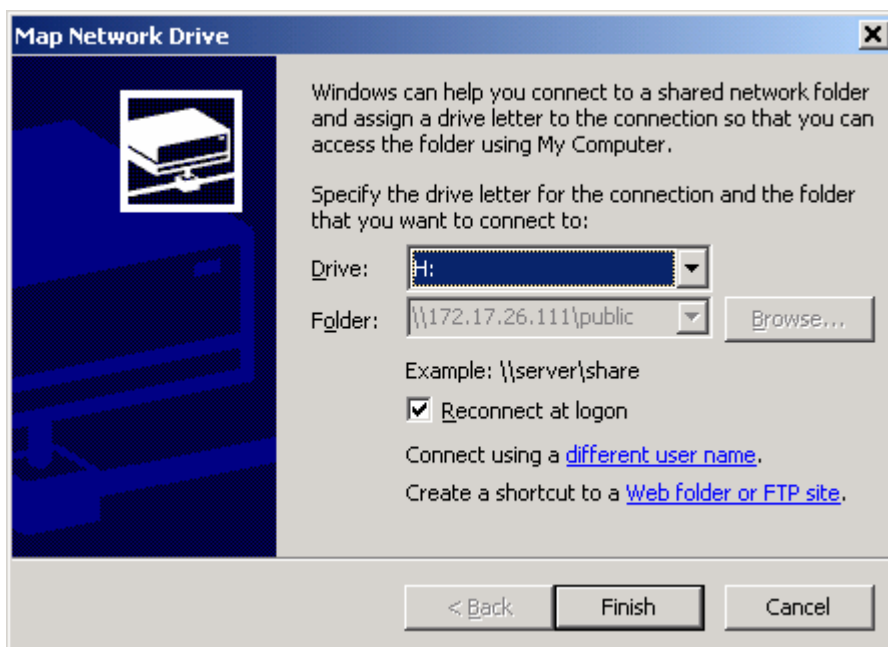 Map Network Drive
Windows can help you connect to a shared network folder
and assign a drive letter to the connection so that you can
access the folder using My Computer.
Specify the drive letter for the connection and the folder
that you want to connect to:
Drive: H:
Folder: \\172.17.26.111\public Browse...
Example: \\server\share
Reconnect at logon
Connect using a different user name.
Create a shortcut to a Web folder or FTP site.
< Back Finish Cancel